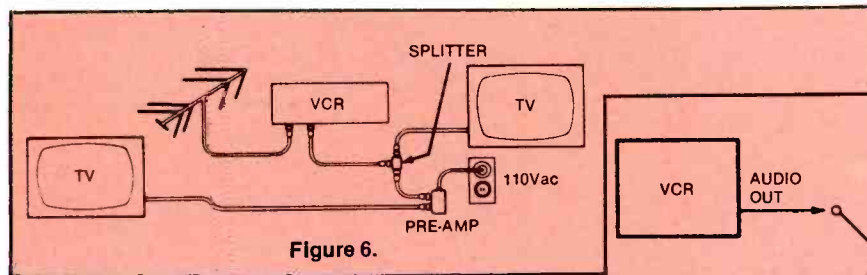 SPLITTER
VCR
TV
TV
110Vac
PRE-AMP
Figure 6.
VCR
AUDIO
OUT